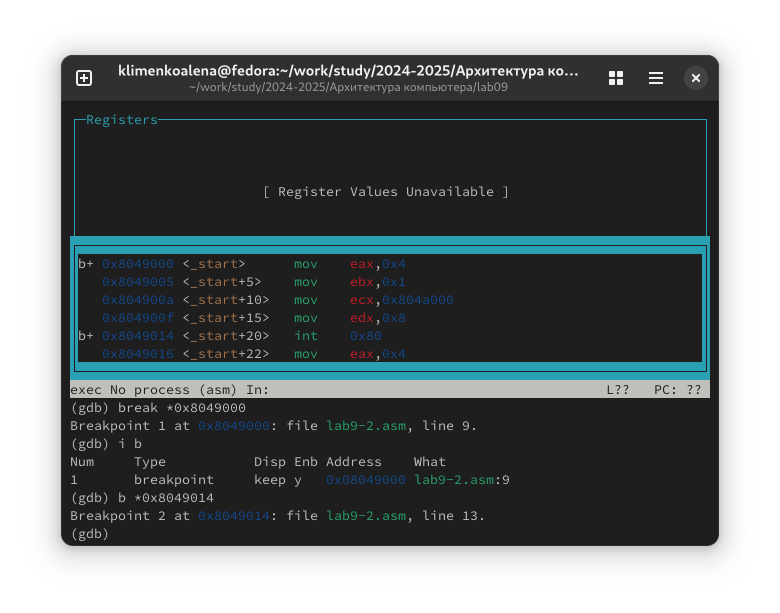 klimenkoalena@fedora:~/work/study/2024-2025/Архитектура ко…
~/work/study/2024-2025/Архитектура компьютера/lab09
Registers
[ Register Values Unavailable ]
b+ 0x8049000 <_start>      mov    eax,0x4
   0x8049005 <_start+5>    mov    ebx,0x1
   0x804900a <_start+10>   mov    ecx,0x804a000
   0x804900f <_start+15>   mov    edx,0x8
b+ 0x8049014 <_start+20>   int    0x80
   0x8049016 <_start+22>   mov    eax,0x4
exec No process (asm) In:                                          L??   PC: ??
(gdb) break *0x8049000
Breakpoint 1 at 0x8049000: file lab9-2.asm, line 9.
(gdb) i b
Num     Type           Disp Enb Address    What
1       breakpoint     keep y   0x08049000 lab9-2.asm:9
(gdb) b *0x8049014
Breakpoint 2 at 0x8049014: file lab9-2.asm, line 13.
(gdb)